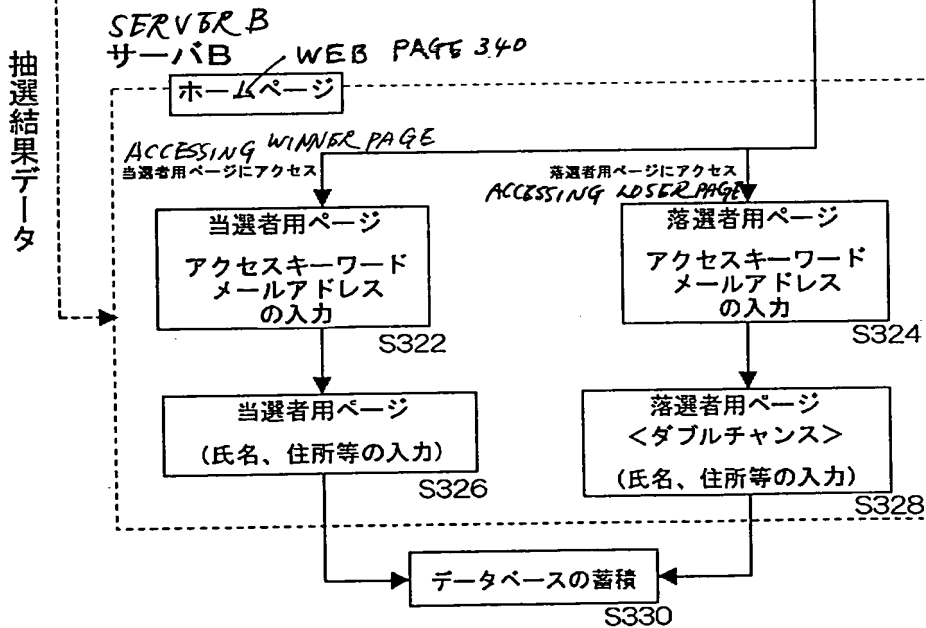 SERVER B
サーバB
WEB PAGE 340
ホームページ
抽選結果データ
ACCESSING WINNER PAGE
当選者用ページにアクセス
落選者用ページにアクセス
ACCESSING LOSER PAGE
当選者用ページ
アクセスキーワード
メールアドレス
の入力
S322
落選者用ページ
アクセスキーワード
メールアドレス
の入力
S324
当選者用ページ
(氏名、住所等の入力)
S326
落選者用ページ
<ダブルチャンス>
(氏名、住所等の入力)
S328
データベースの蓄積
S330